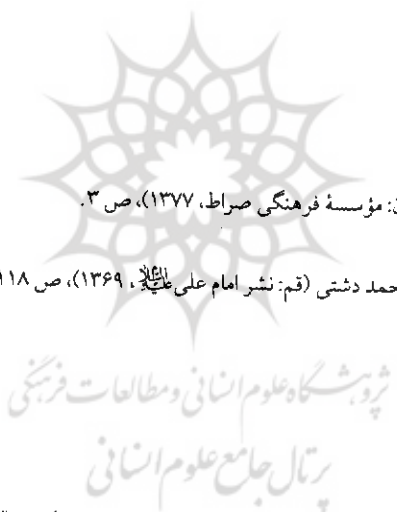 : مؤسسهٔ فرهنگی صراط، ۱۳۷۷)، ص ۳.
حمد دشتی (قم: نشر امام علی علیه‌السلام، ۱۳۶۹)، ص ۱۱۸
پژوهشگاه علوم انسانی و مطالعات فرهنگی
پرتال جامع علوم انسانی